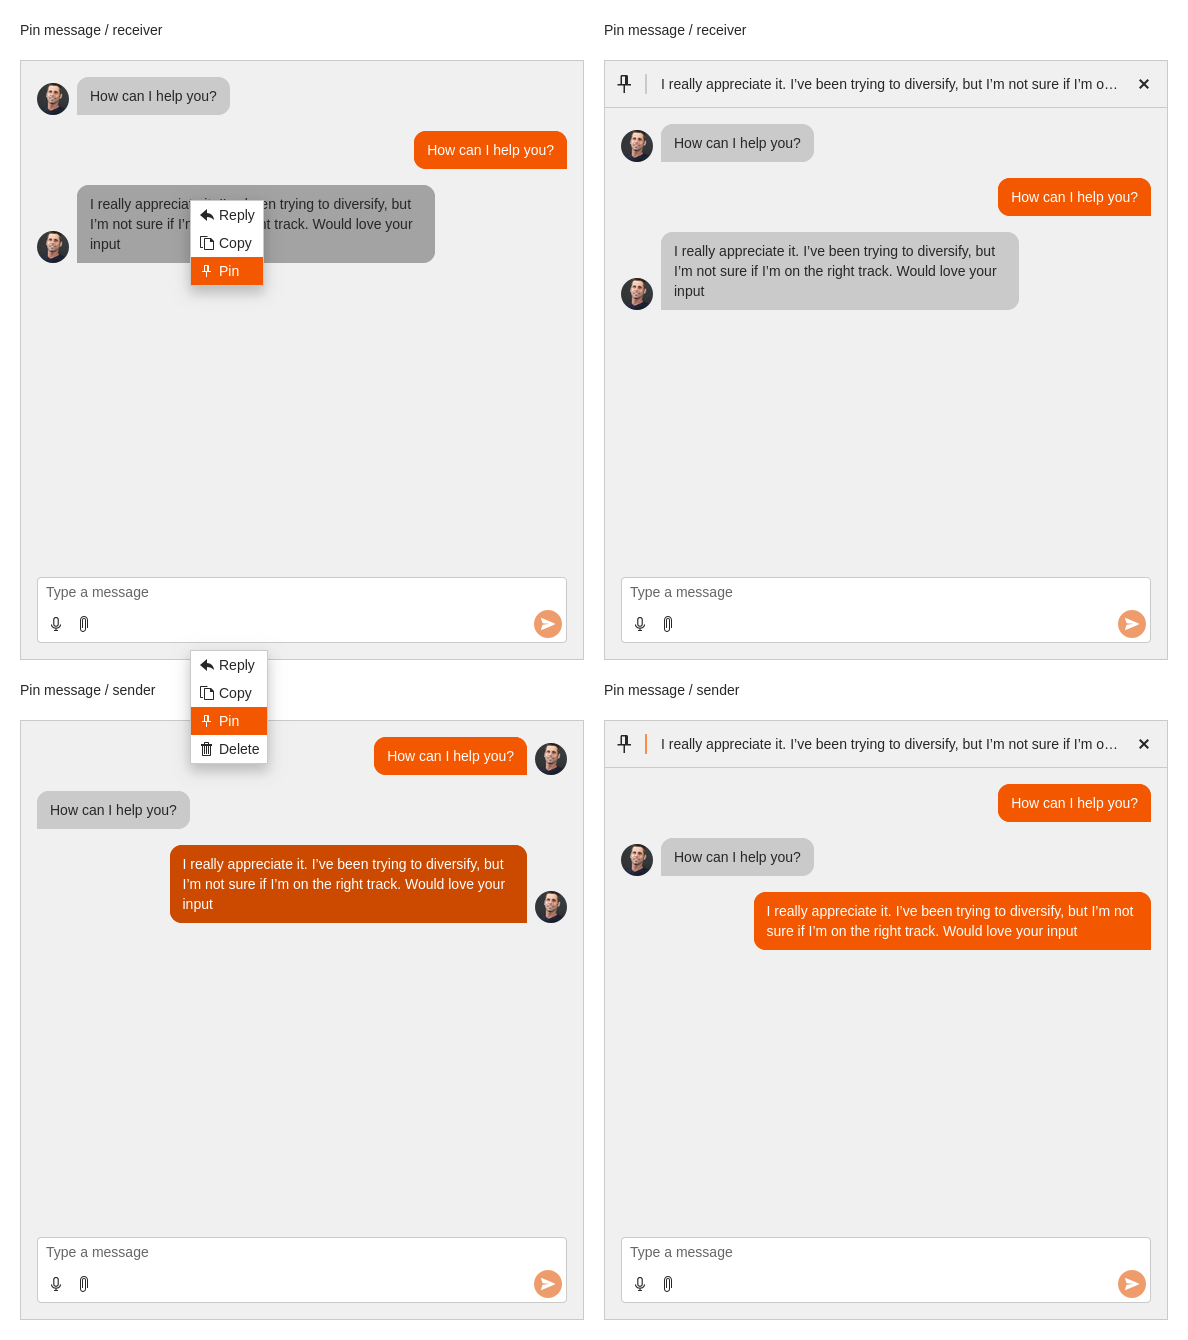 Pin message / receiver
How can I help you?
How can I help you?
I really apprecia
en trying to diversify, but
I'm not sure if I'
t track. Would love your
input
Reply
Copy
Pin
Type a message
Pin message / receiver
I really appreciate it. I've been trying to diversify, but I'm not sure if I'm o…
How can I help you?
How can I help you?
I really appreciate it. I've been trying to diversify, but
I'm not sure if I'm on the right track. Would love your
input
Type a message
Pin message / sender
Reply
Copy
Pin
Delete
How can I help you?
How can I help you?
I really appreciate it. I've been trying to diversify, but
I'm not sure if I'm on the right track. Would love your
input
Type a message
Pin message / sender
I really appreciate it. I've been trying to diversify, but I'm not sure if I'm o…
How can I help you?
How can I help you?
I really appreciate it. I've been trying to diversify, but I'm not
sure if I'm on the right track. Would love your input
Type a message